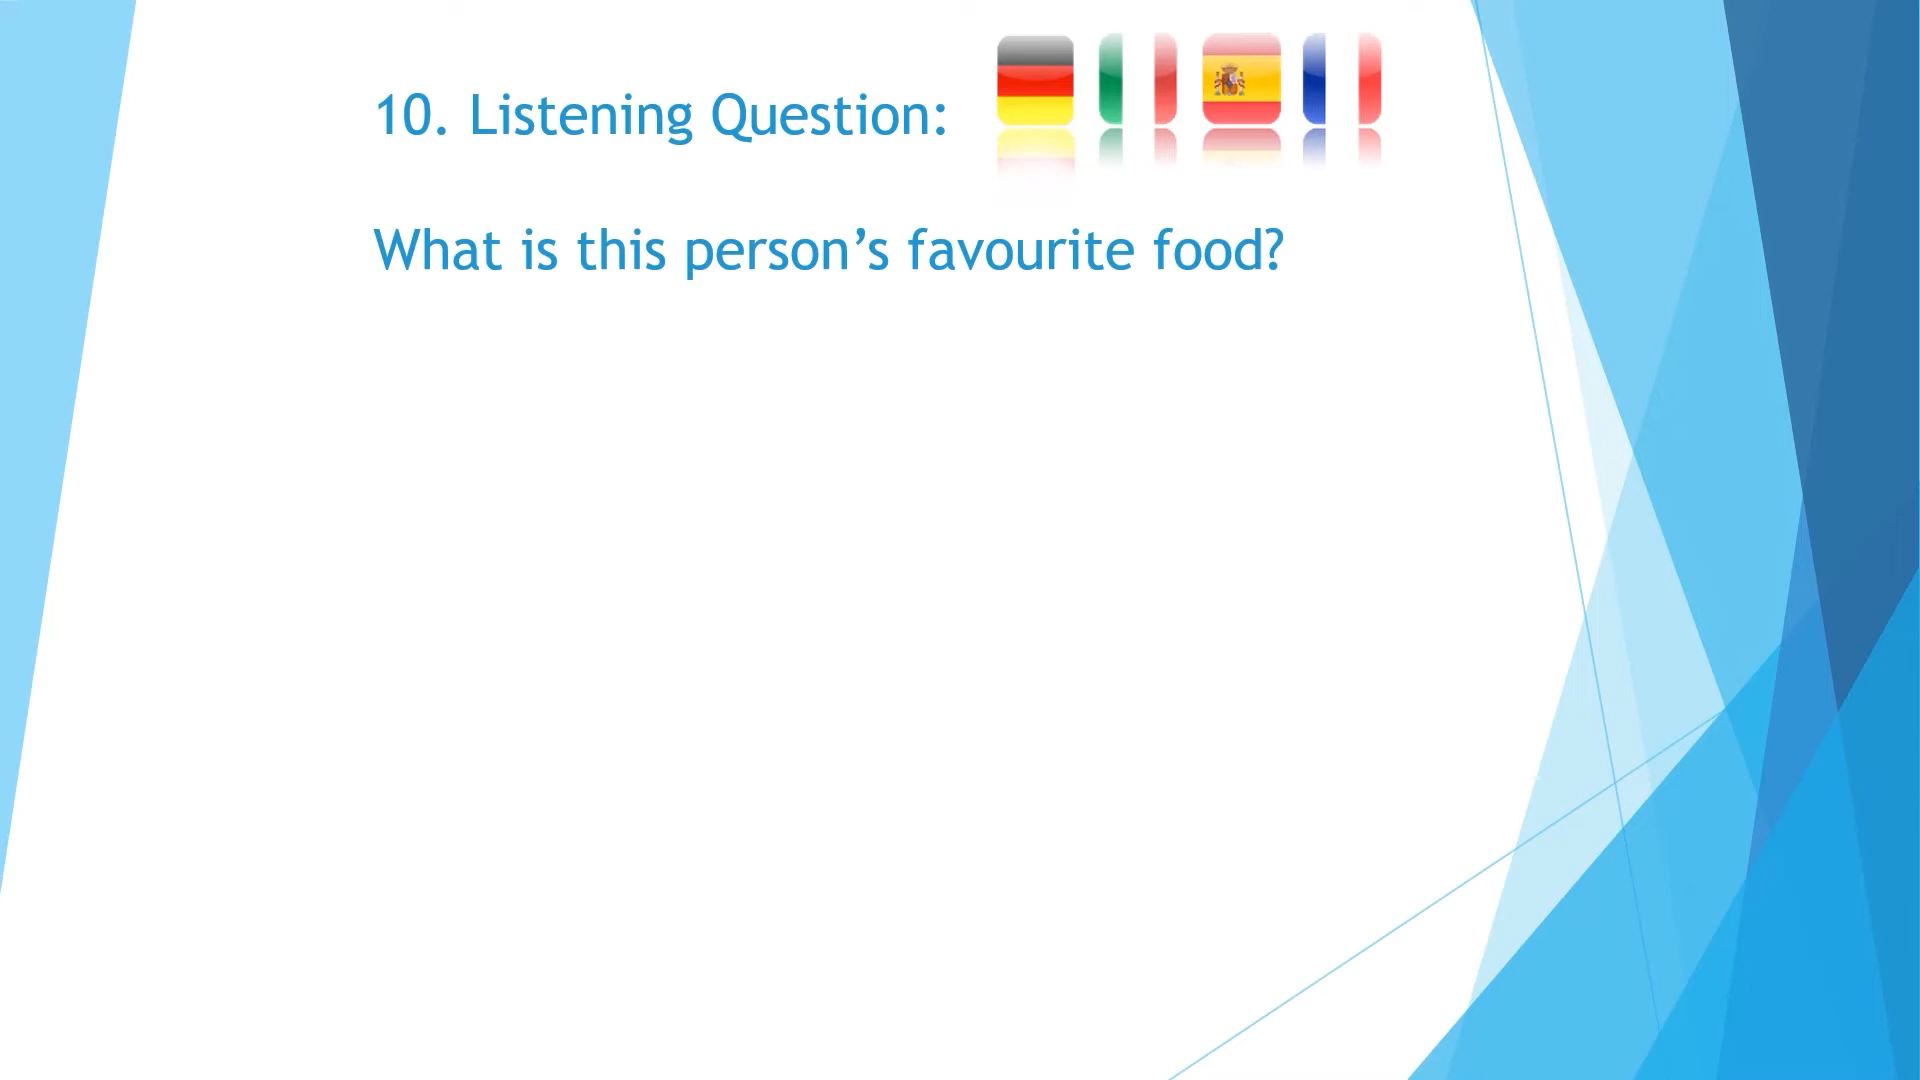 10. Listening Question:
What is this person’s favourite food?